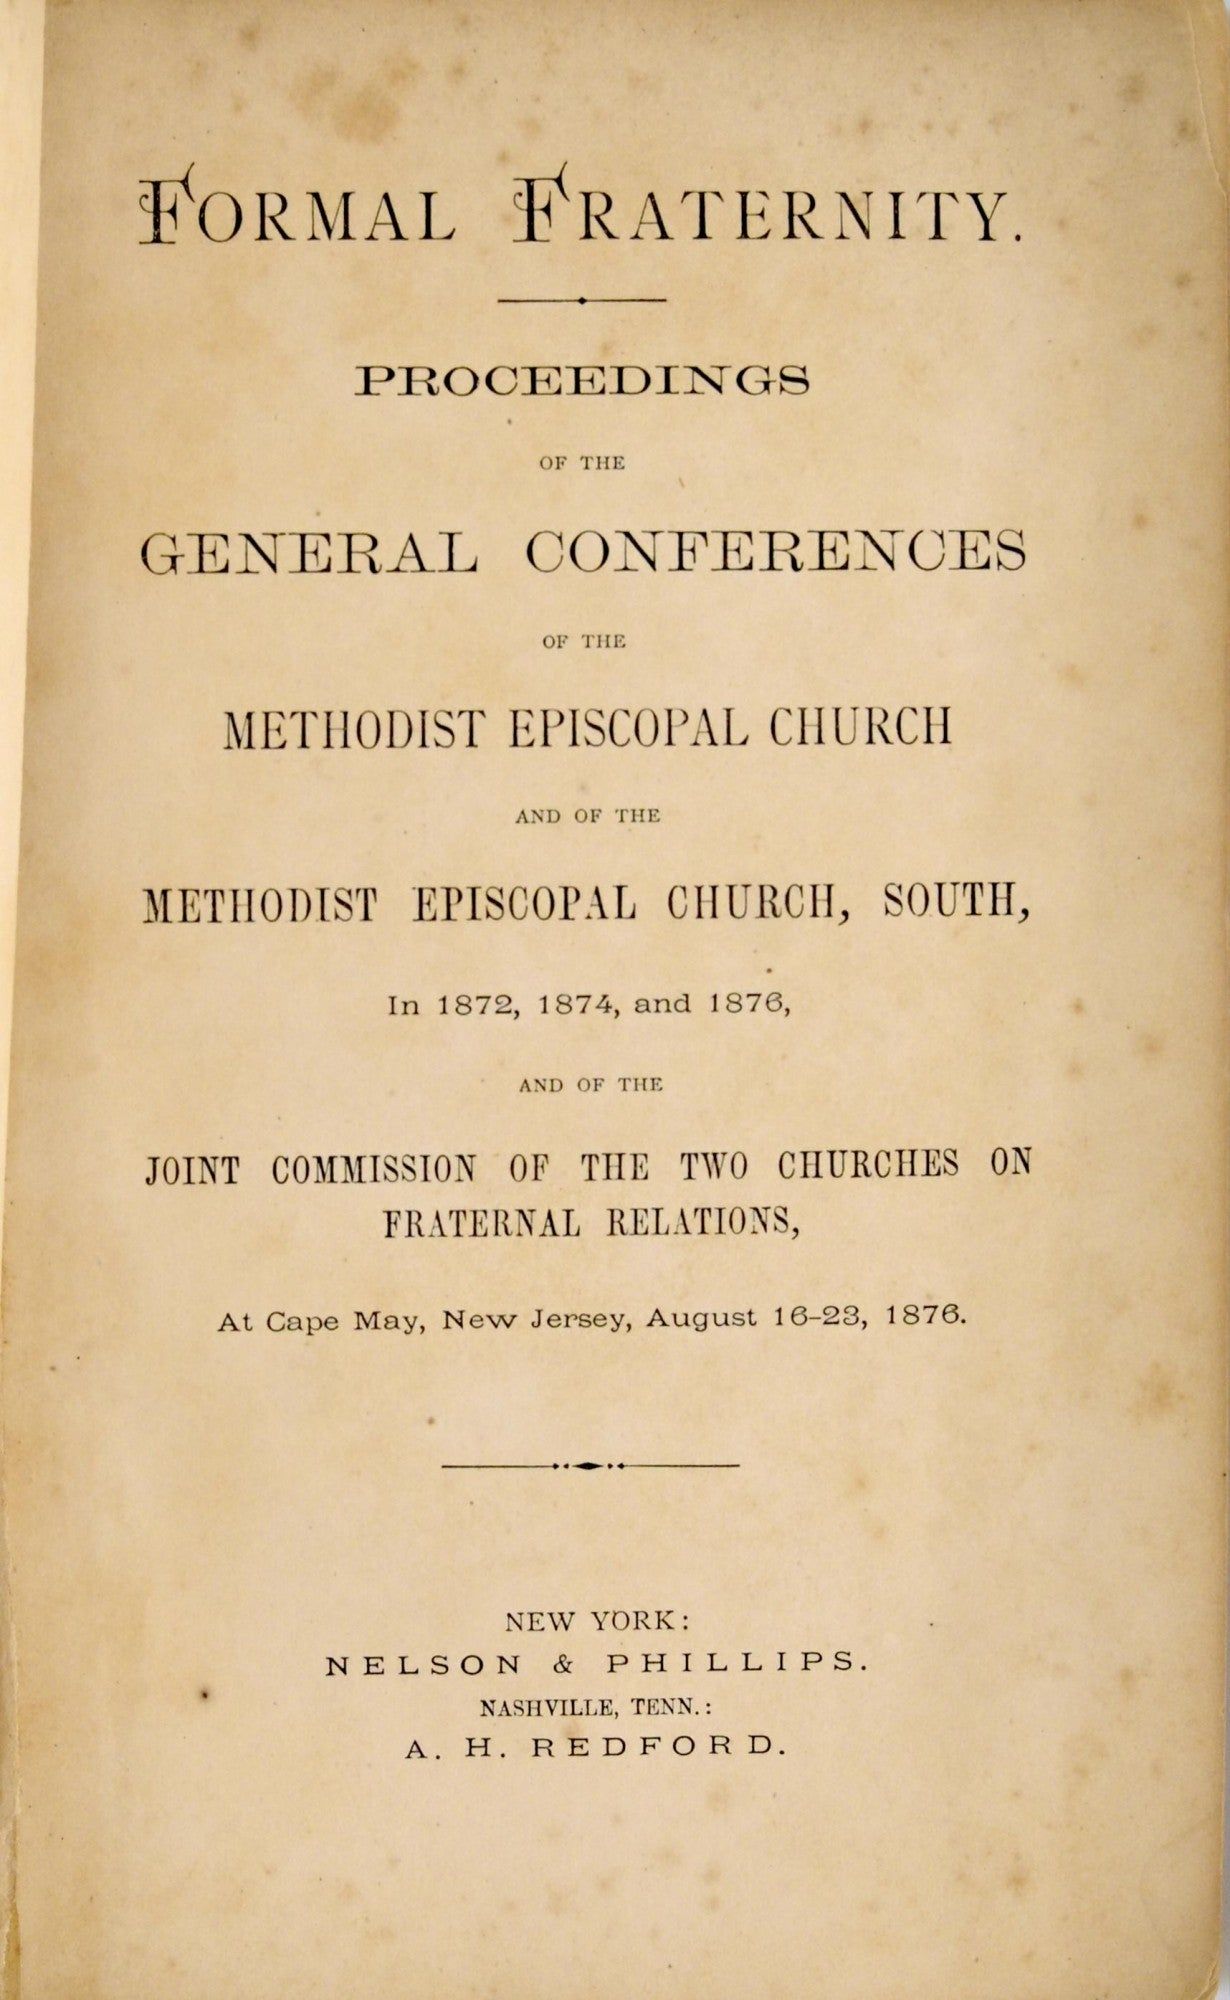 FORMAL FRATERNITY.
PROCEEDINGS
OF THE
GENERAL CONFERENCES
OF THE
METHODIST EPISCOPAL CHURCH
AND OF THE
METHODIST EPISCOPAL CHURCH, SOUTH,
In 1872, 1874, and 1876,
AND OF THE
JOINT COMMISSION OF THE TWO CHURCHES ON
FRATERNAL RELATIONS,
At Cape May, New Jersey, August 16-23, 1876.
NEW YORK:
NELSON & PHILLIPS.
NASHVILLE, TENN.:
A. H. REDFORD.